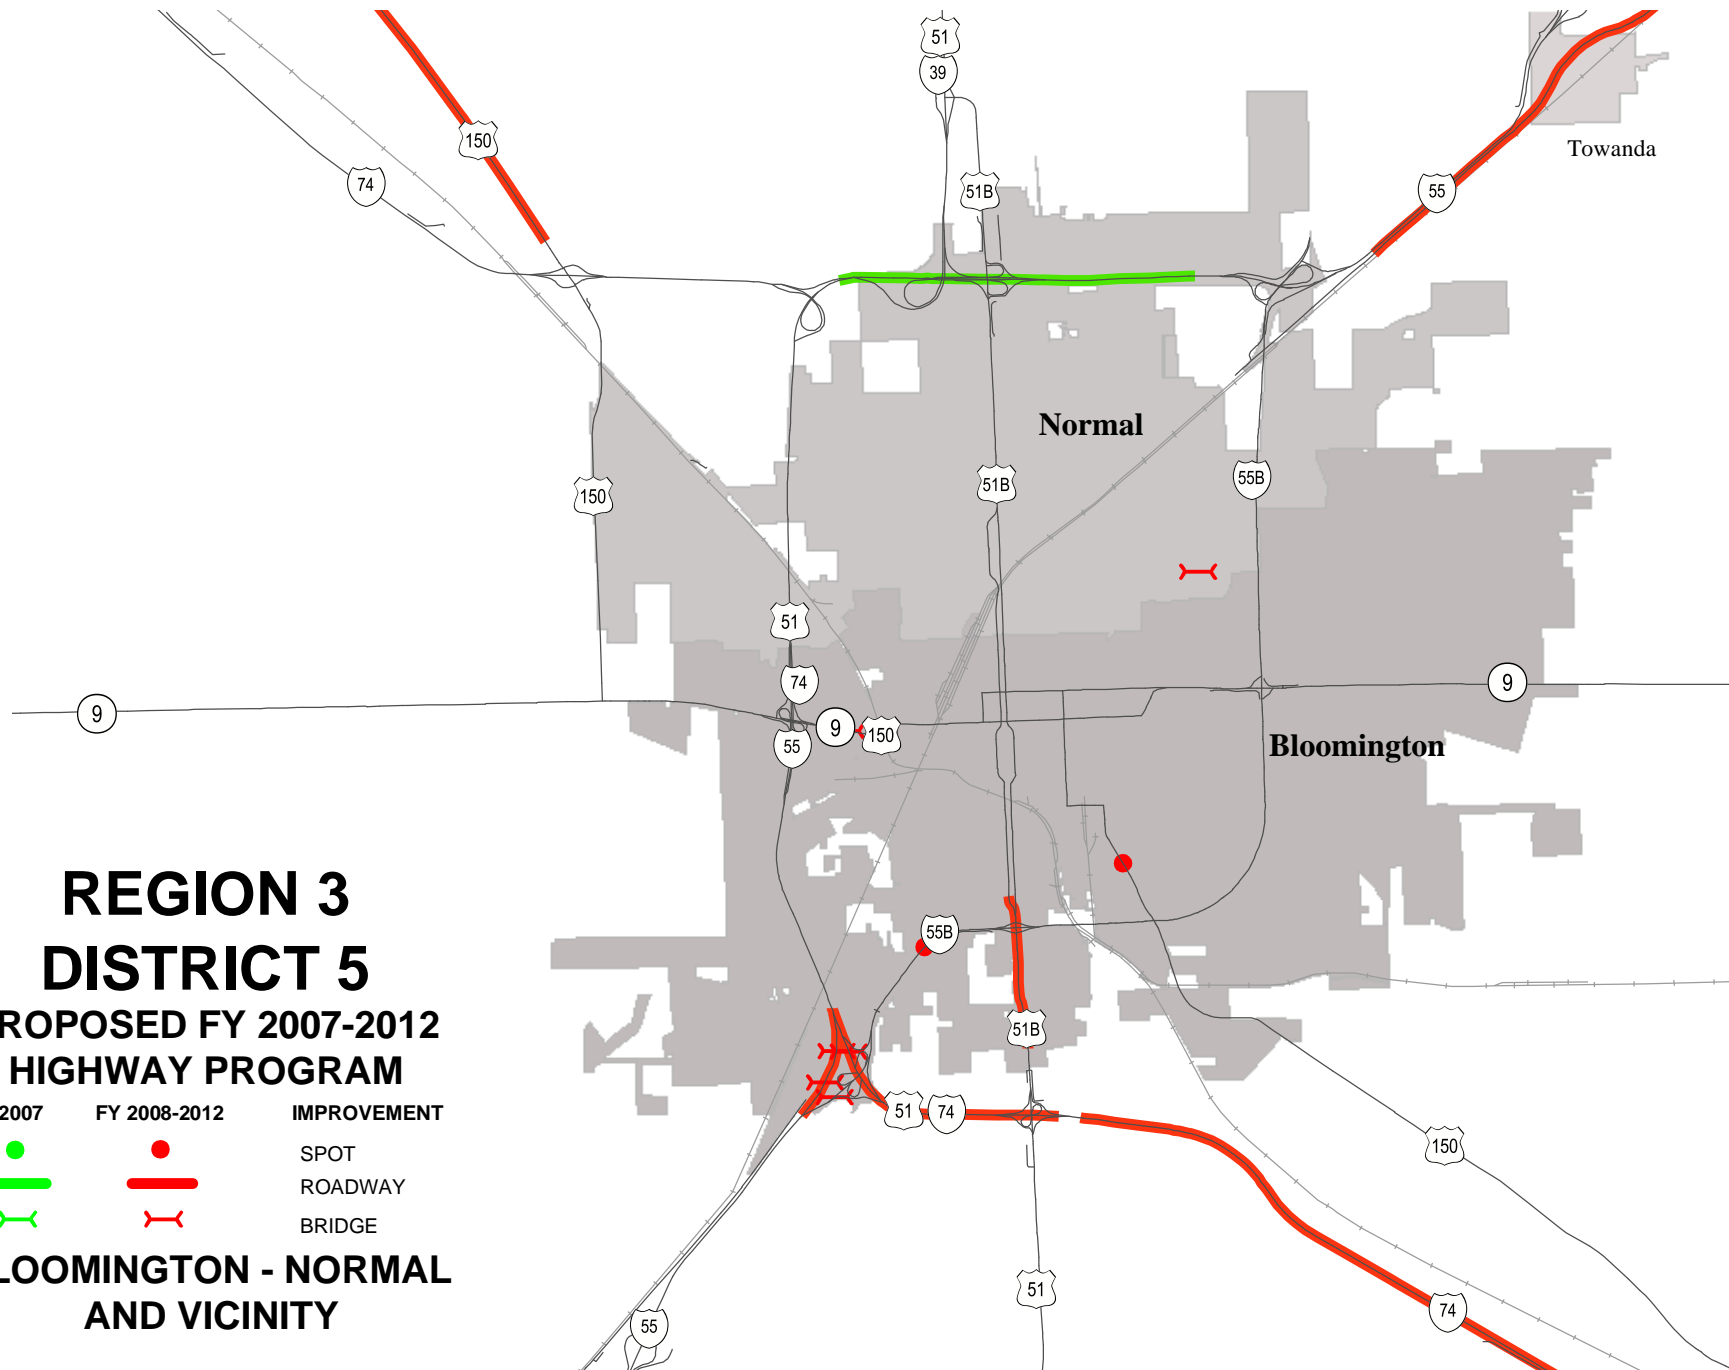 51
39
150
74
51B
Towanda
55
Normal
150
51B
55B
51
74
9
9
9
150
55
Bloomington
REGION 3
DISTRICT 5
ROPOSED FY 2007-2012
HIGHWAY PROGRAM
2007 FY 2008-2012 IMPROVEMENT
SPOT
ROADWAY
BRIDGE
LOOMINGTON - NORMAL
AND VICINITY
55B
51B
51
74
150
51
74
55